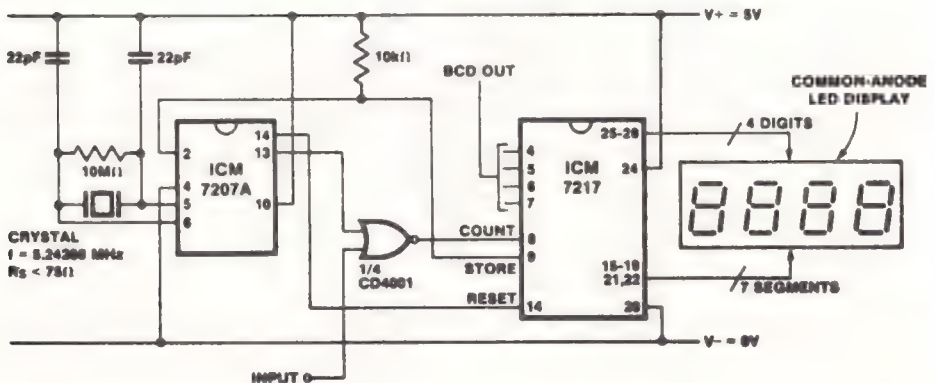 V+ = 5V
22pF
22pF
10kΩ
BCD OUT
COMMON-ANODE
LED DISPLAY
ICM
7207A
2
4
5
6
14
13
10
10MΩ
CRYSTAL
f = 5.24288 MHz
RS < 75Ω
1/4
CD4001
COUNT
STORE
RESET
INPUT
ICM
7217
4
5
6
7
8
9
14
25-28
24
15-19
21,22
20
4 DIGITS
8888
7 SEGMENTS
V− = 0V